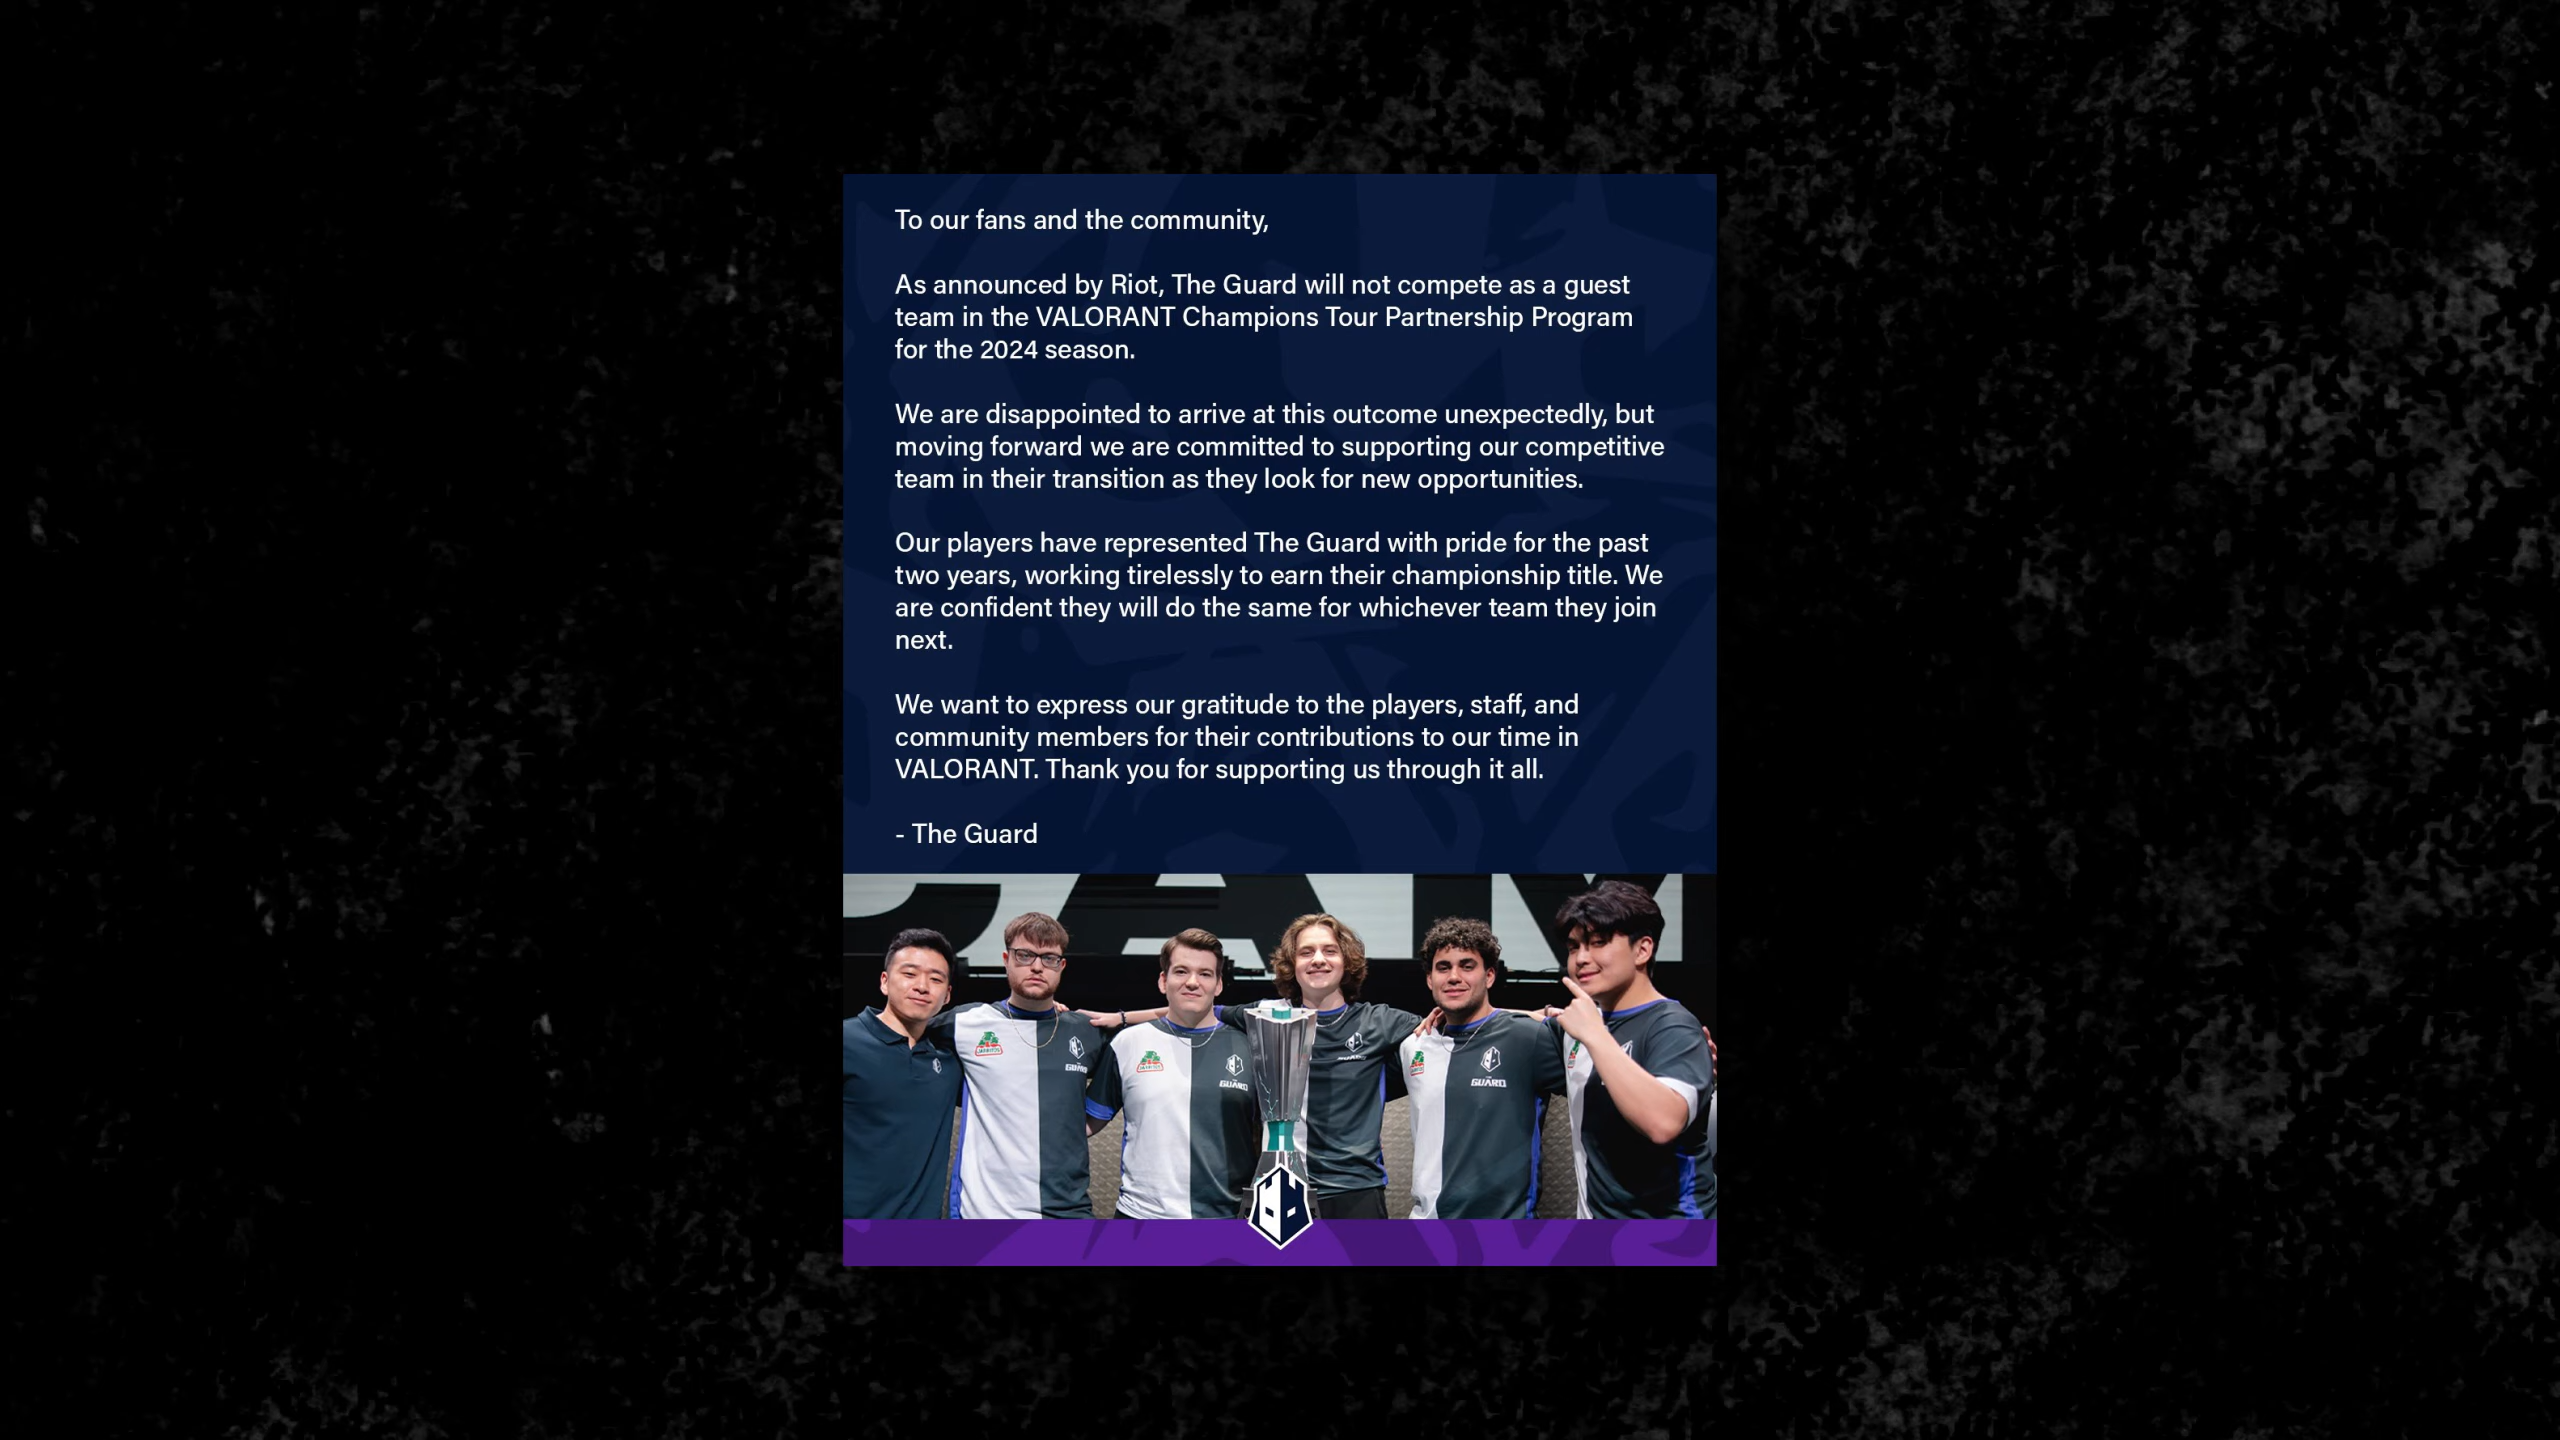 To our fans and the community,
As announced by Riot, The Guard will not compete as a guest
team in the VALORANT Champions Tour Partnership Program
for the 2024 season.
We are disappointed to arrive at this outcome unexpectedly, but
moving forward we are committed to supporting our competitive
team in their transition as they look for new opportunities.
Our players have represented The Guard with pride for the past
two years, working tirelessly to earn their championship title. We
are confident they will do the same for whichever team they join
next.
We want to express our gratitude to the players, staff, and
community members for their contributions to our time in
VALORANT. Thank you for supporting us through it all.
- The Guard
JARRITOS
GUARD
JARRITOS
GUARD
GUARD
GUARD